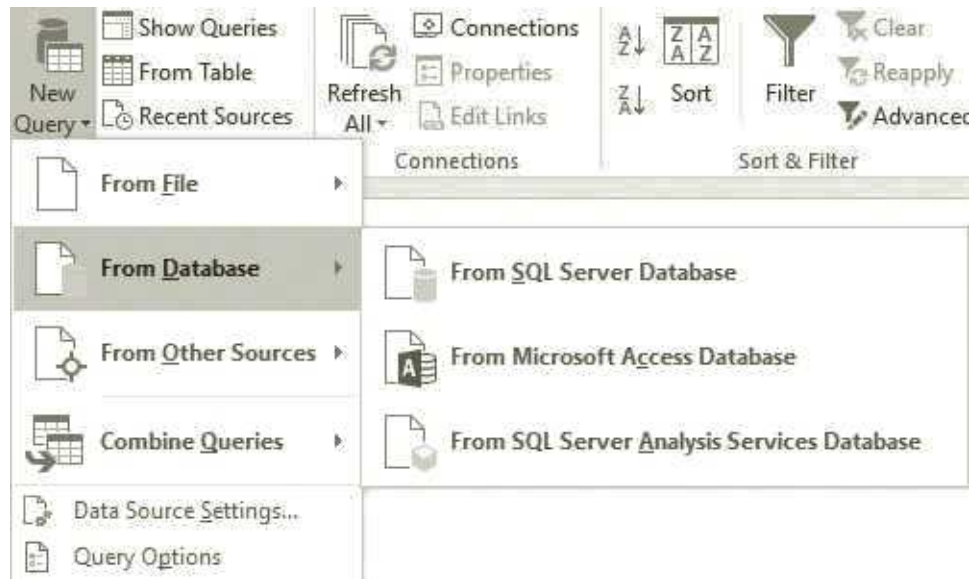 Show Queries
From Table
Recent Sources
New
Query
Connections
Properties
Edit Links
Refresh
All
Connections
Sort
Filter
Clear
Reapply
Advanced
Sort & Filter
From File
From Database
From Other Sources
Combine Queries
Data Source Settings...
Query Options
From SQL Server Database
From Microsoft Access Database
From SQL Server Analysis Services Database